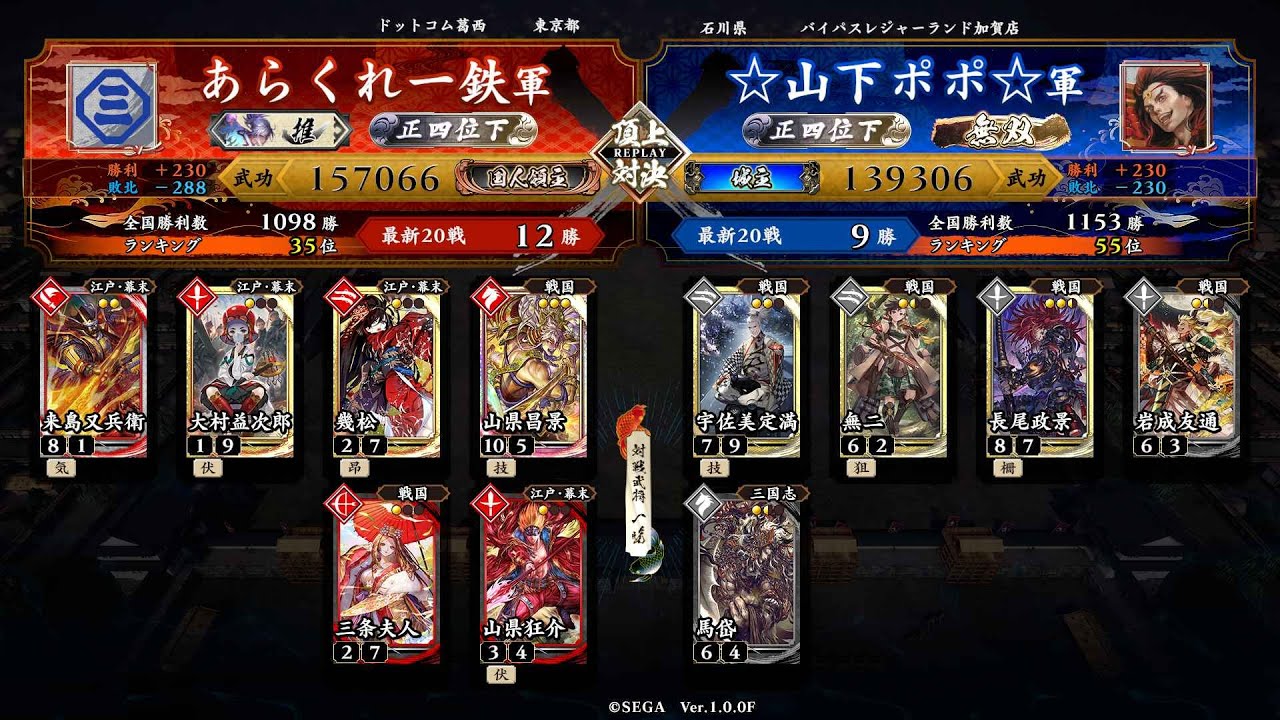 ドットコム葛西 東京都
石川県 バイパスレジャーランド加賀店
あらくれ一鉄軍
推 正四位下
勝利 +230
敗北 -288
武功 157066 国人領主
全国勝利数 1098勝
ランキング 35位
最新20戦 12勝
頂上
REPLAY
対決
☆山下ポポ☆軍
正四位下 無双
城主 139306 武功
勝利 +230
敗北 -230
最新20戦 9勝
全国勝利数 1153勝
ランキング 55位
江戸・幕末
来島又兵衛
8 1
気
江戸・幕末
大村益次郎
1 9
伏
江戸・幕末
幾松
2 7
昂
戦国
山県昌景
10 5
技
戦国
三条夫人
2 7
江戸・幕末
山県狂介
3 4
伏
対戦武将一覧
戦国
宇佐美定満
7 9
技
戦国
無二
6 2
狙
戦国
長尾政景
8 7
柵
戦国
岩成友通
6 3
三国志
馬岱
6 4
©SEGA Ver.1.0.0F